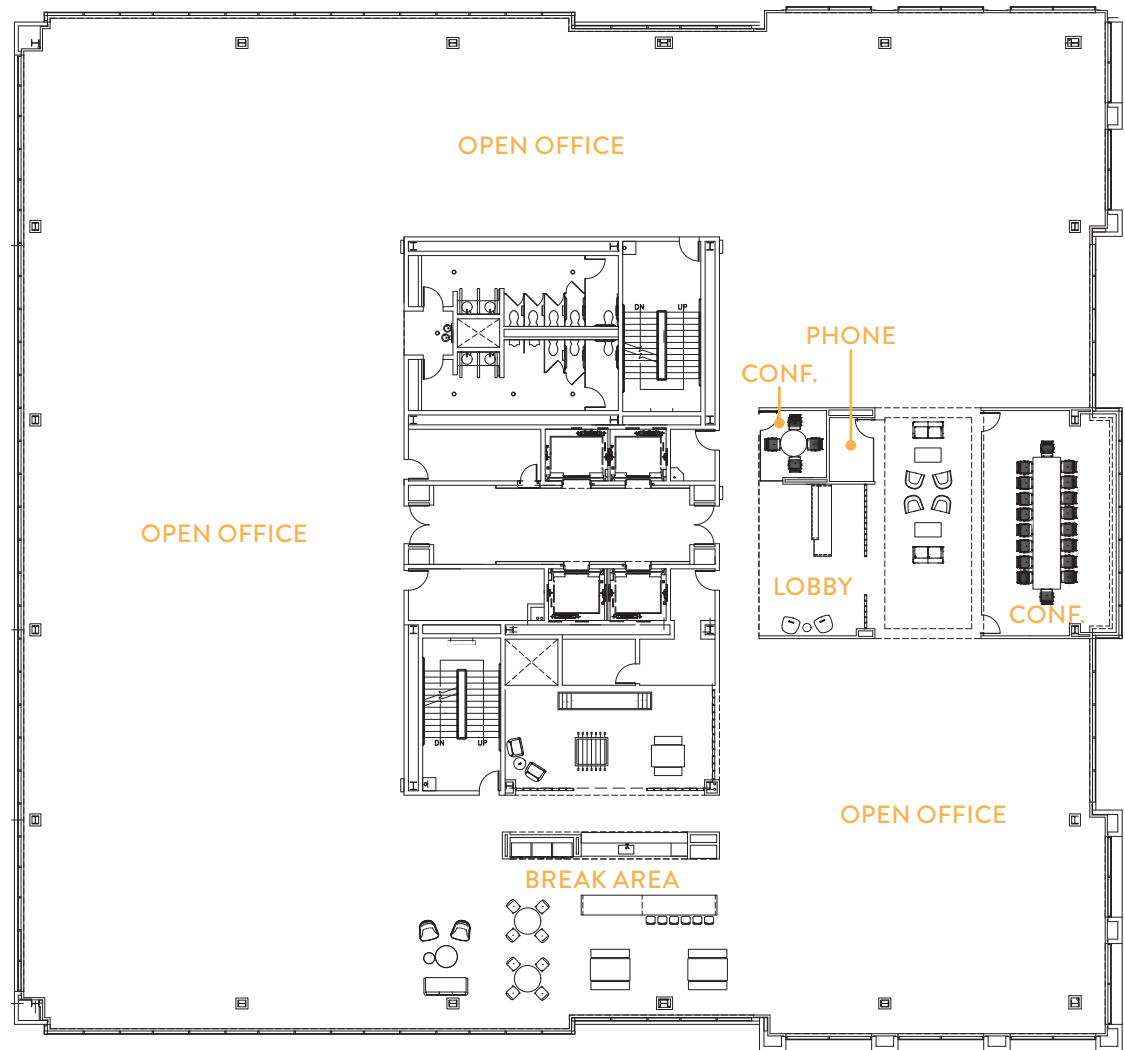 OPEN OFFICE
DN UP
PHONE
CONF.
OPEN OFFICE
LOBBY
CONF.
DN UP
OPEN OFFICE
BREAK AREA